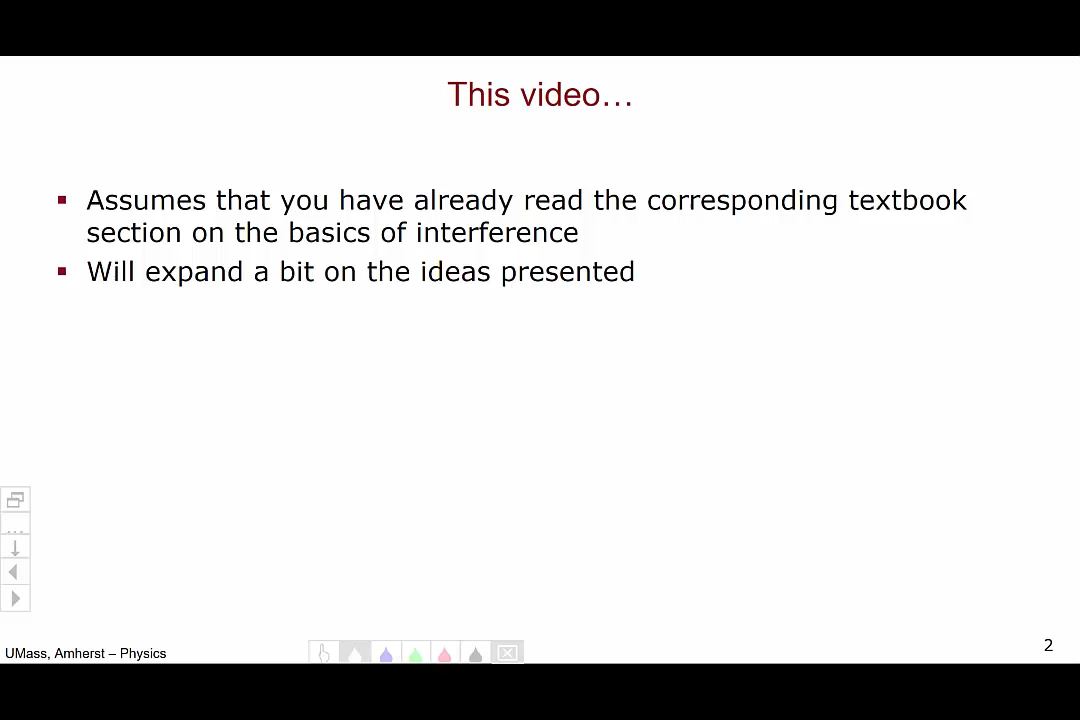 This video…
▪ Assumes that you have already read the corresponding textbook
section on the basics of interference
▪ Will expand a bit on the ideas presented
...
UMass, Amherst – Physics
2